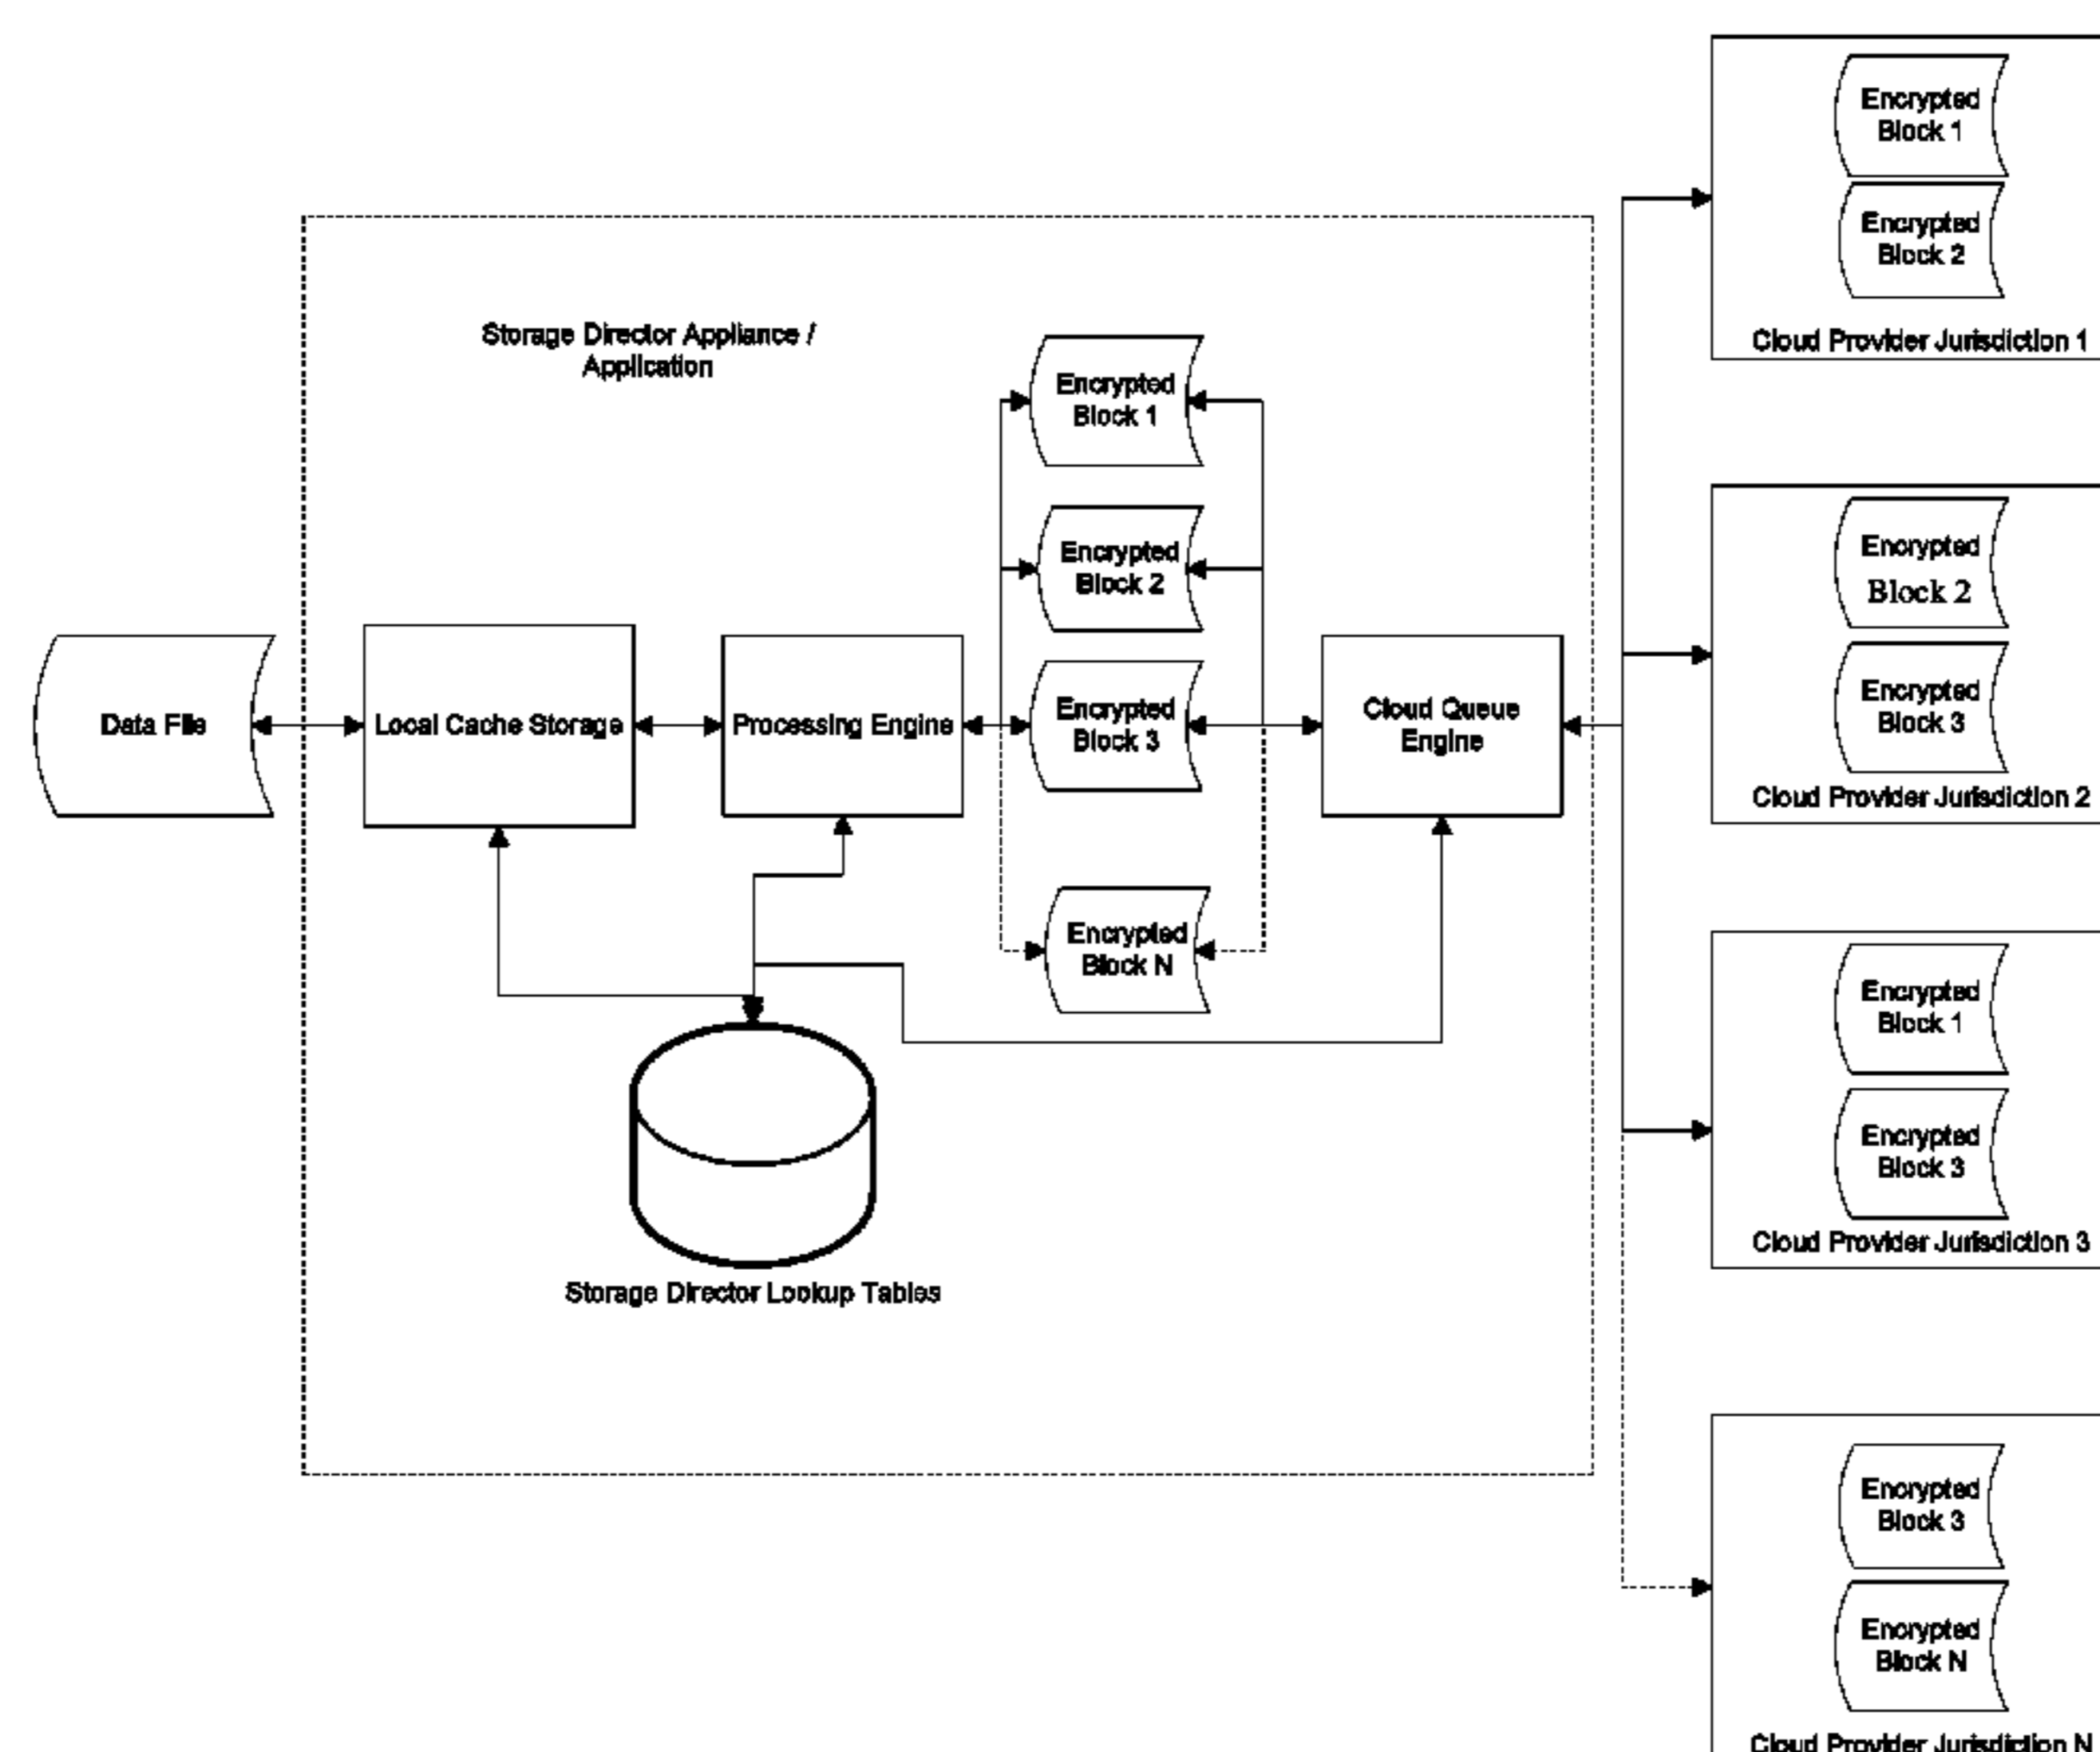 Encrypted
Block 1
Encrypted
Block 2
Cloud Provider Jurisdiction 1
Storage Director Appliance /
Application
Encrypted
Block 1
Encrypted
Block 2
Encrypted
Block 3
Encrypted
Block N
Data File
Local Cache Storage
Processing Engine
Cloud Queue
Engine
Storage Director Lookup Tables
Encrypted
Block 2
Encrypted
Block 3
Cloud Provider Jurisdiction 2
Encrypted
Block 1
Encrypted
Block 3
Cloud Provider Jurisdiction 3
Encrypted
Block 3
Encrypted
Block N
Cloud Provider Jurisdiction N